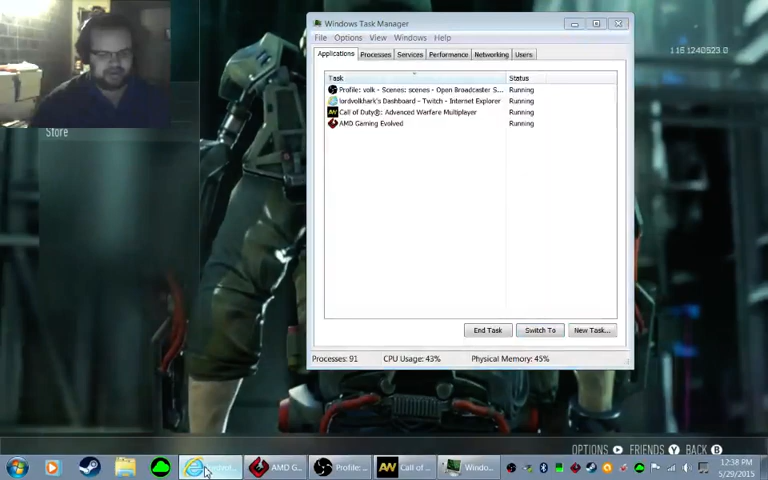 Windows Task Manager
File Options View Windows Help
Applications Processes Services Performance Networking Users
Task Status
Profile: volk - Scenes: scenes - Open Broadcaster S... Running
lordvolkhark's Dashboard - Twitch - Internet Explorer Running
Call of Duty®: Advanced Warfare Multiplayer Running
AMD Gaming Evolved Running
End Task Switch To New Task...
Processes: 91 CPU Usage: 43% Physical Memory: 45%
Store
OPTIONS FRIENDS Y BACK B
AMD G... Profile: ... AW Call of ... Windo...
12:38 PM
5/29/2015